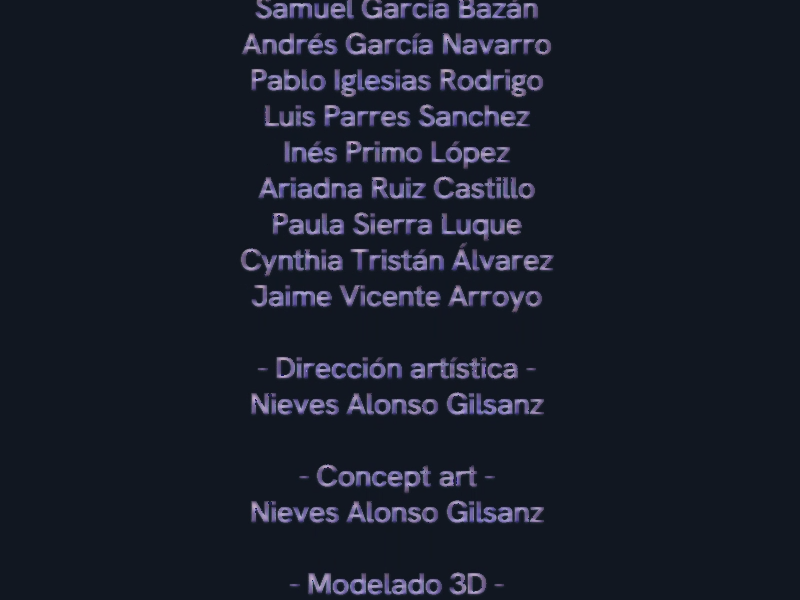 Samuel García Bazán
Andrés García Navarro
Pablo Iglesias Rodrigo
Luis Parres Sanchez
Inés Primo López
Ariadna Ruiz Castillo
Paula Sierra Luque
Cynthia Tristán Álvarez
Jaime Vicente Arroyo
- Dirección artística -
Nieves Alonso Gilsanz
- Concept art -
Nieves Alonso Gilsanz
- Modelado 3D -